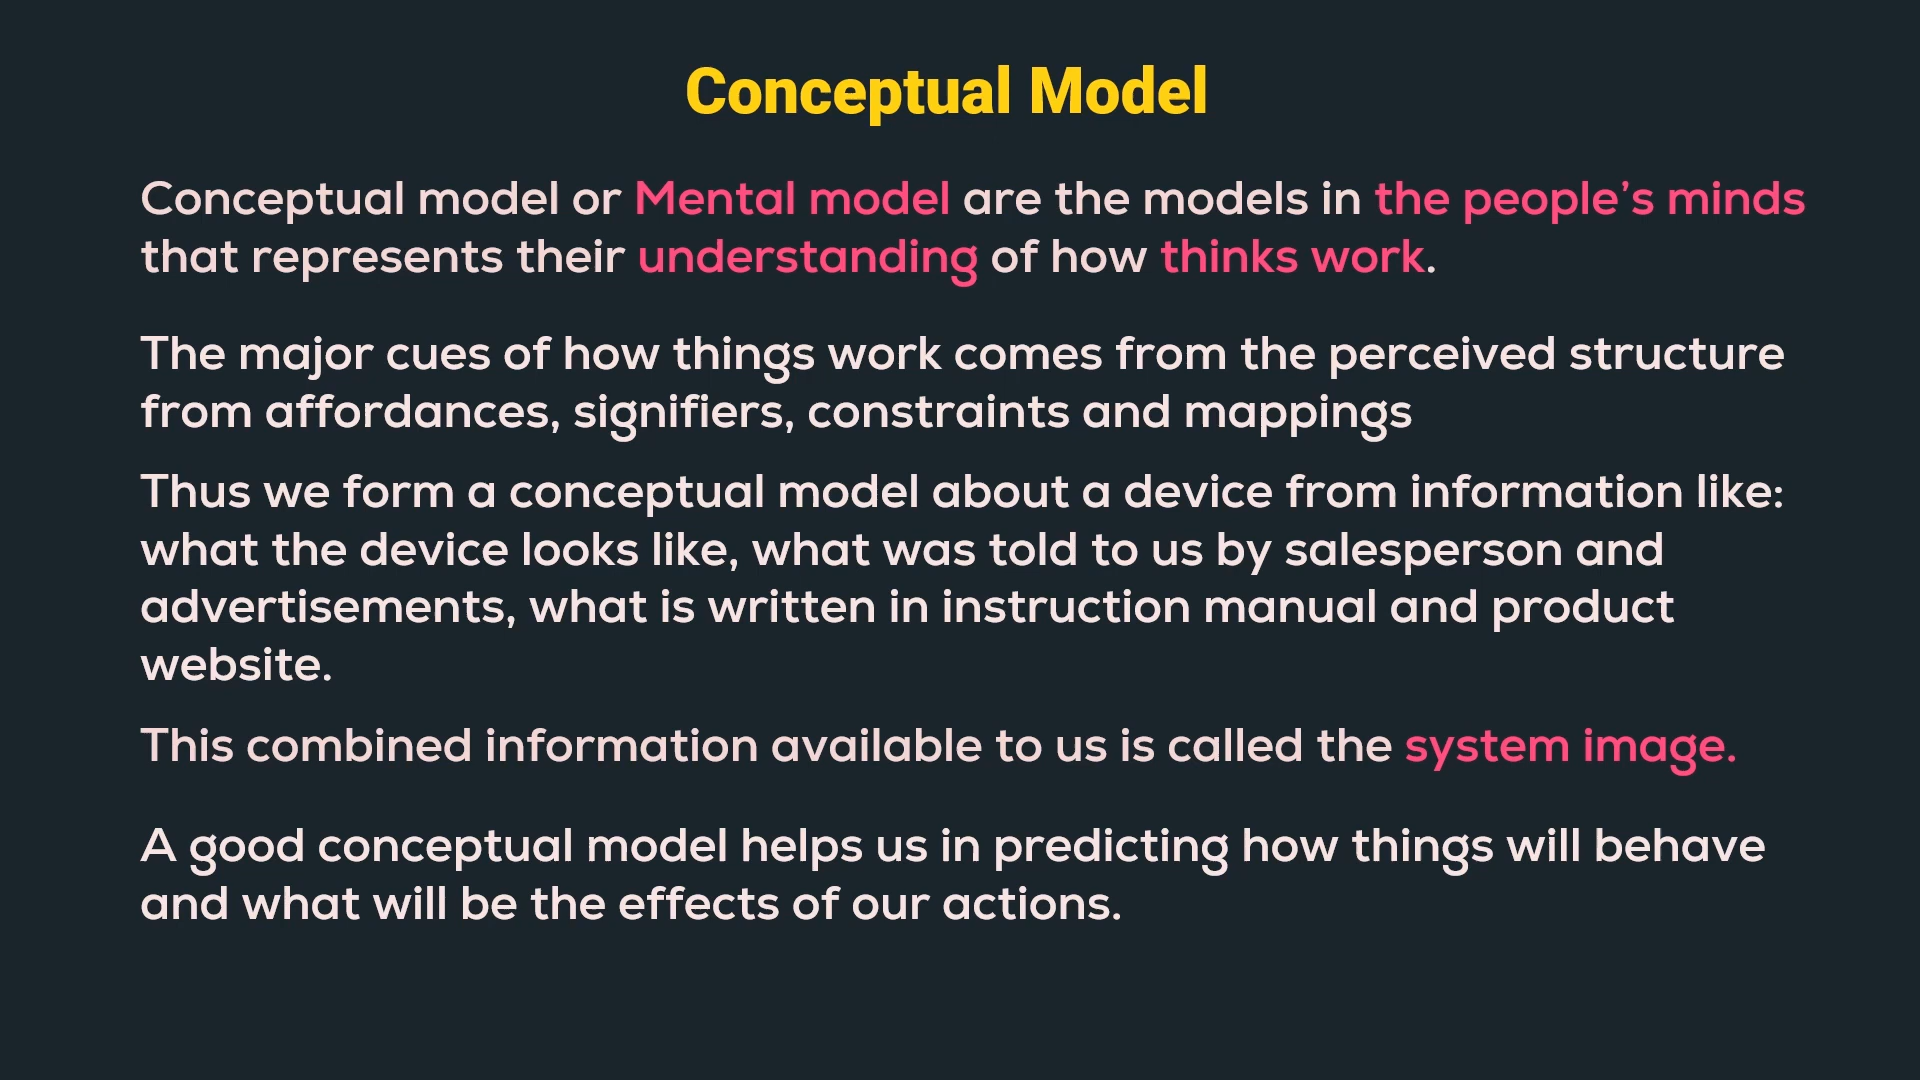 Conceptual Model
Conceptual model or Mental model are the models in the people’s minds
that represents their understanding of how thinks work.
The major cues of how things work comes from the perceived structure
from affordances, signifiers, constraints and mappings
Thus we form a conceptual model about a device from information like:
what the device looks like, what was told to us by salesperson and
advertisements, what is written in instruction manual and product
website.
This combined information available to us is called the system image.
A good conceptual model helps us in predicting how things will behave
and what will be the effects of our actions.